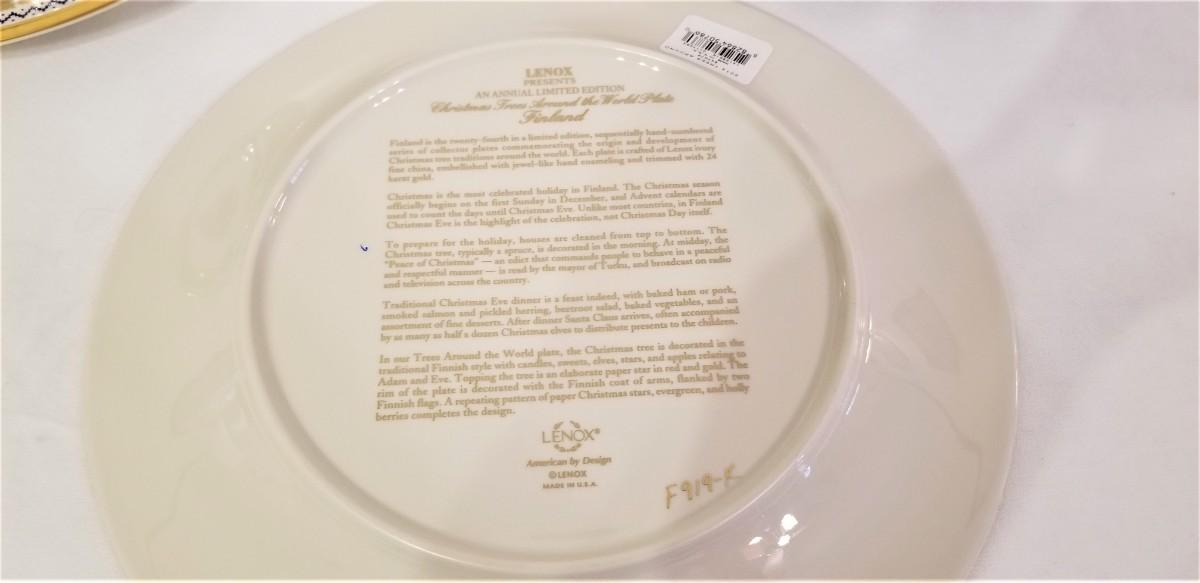 LENOX
PRESENTS
AN ANNUAL LIMITED EDITION
Christmas Trees Around the World Plate
Finland
Finland is the twenty-fourth in a limited edition, sequentially hand-numbered
series of collector plates commemorating the origin and development of
Christmas tree traditions around the world. Each plate is crafted of Lenox ivory
fine china, embellished with jewel-like hand enameling and trimmed with 24
karat gold.
Christmas is the most celebrated holiday in Finland. The Christmas season
officially begins on the first Sunday in December, and Advent calendars are
used to count the days until Christmas Eve. Unlike most countries, in Finland
Christmas Eve is the highlight of the celebration, not Christmas Day itself.
To prepare for the holiday, houses are cleaned from top to bottom. The
Christmas tree, typically a spruce, is decorated in the morning. At midday, the
"Peace of Christmas" — an edict that commands people to behave in a peaceful
and respectful manner — is read by the mayor of Turku, and broadcast on radio
and television across the country.
Traditional Christmas Eve dinner is a feast indeed, with baked ham or pork,
smoked salmon and pickled herring, beetroot salad, baked vegetables, and an
assortment of fine desserts. After dinner Santa Claus arrives, often accompanied
by as many as half a dozen Christmas elves to distribute presents to the children.
In our Trees Around the World plate, the Christmas tree is decorated in the
traditional Finnish style with candles, sweets, elves, stars, and apples relating to
Adam and Eve. Topping the tree is an elaborate paper star in red and gold. The
rim of the plate is decorated with the Finnish coat of arms, flanked by two
Finnish flags. A repeating pattern of paper Christmas stars, evergreen, and holly
berries completes the design.
LENOX®
American by Design
© LENOX
MADE IN U.S.A.
F919-F